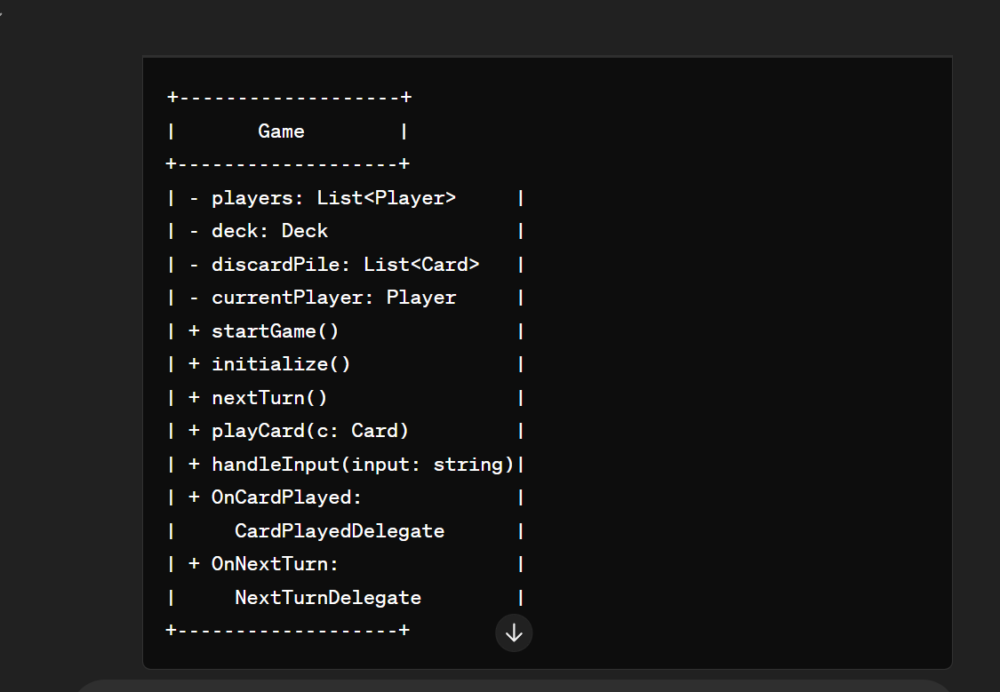 +-------------------+
|       Game        |
+-------------------+
| - players: List<Player>     |
| - deck: Deck                |
| - discardPile: List<Card>   |
| - currentPlayer: Player     |
| + startGame()               |
| + initialize()              |
| + nextTurn()                |
| + playCard(c: Card)         |
| + handleInput(input: string)|
| + OnCardPlayed:             |
|     CardPlayedDelegate      |
| + OnNextTurn:               |
|     NextTurnDelegate        |
+-------------------+